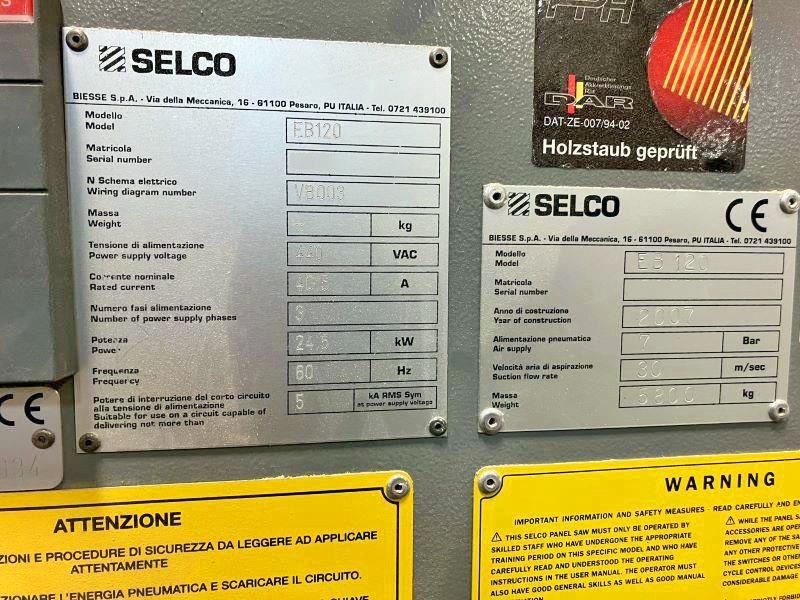 SELCO
BIESSE S.p.A. - Via della Meccanica, 16 - 61100 Pesaro, PU ITALIA - Tel. 0721 439100
Modello
Model EB120
Matricola
Serial number
N Schema elettrico
Wiring diagram number VB003
Massa
Weight - kg
Tensione di alimentazione
Power supply voltage VAC
Corrente nominale
Rated current A
Numero fasi alimentazione
Number of power supply phases 3
Potenza
Power 24.5 kW
Frequenza
Frequency 60 Hz
Potere di interruzione del corto circuito
alla tensione di alimentazione
Suitable for use on a circuit capable of
delivering not more than
5 kA RMS Sym
at power supply voltage
Deutscher
Akkreditierungs
Rat
DAR
DAT-ZE-007/94-02
Holzstaub geprüft
SELCO CE
BIESSE S.p.A. - Via della Meccanica, 16 - 61100 Pesaro, PU ITALIA - Tel. 0721 439100
Modello
Model EB 120
Matricola
Serial number
Anno di costruzione
Year of construction 2007
Alimentazione pneumatica
Air supply 7 Bar
Velocità aria di aspirazione
Suction flow rate 30 m/sec
Massa
Weight kg
CE
ATTENZIONE
ZIONI E PROCEDURE DI SICUREZZA DA LEGGERE AD APPLICARE
ATTENTAMENTE
ZIONARE L'ENERGIA PNEUMATICA E SCARICARE IL CIRCUITO.
WARNING
IMPORTANT INFORMATION AND SAFETY MEASURES - READ CAREFULLY AND
THIS SELCO PANEL SAW MUST ONLY BE OPERATED BY
SKILLED STAFF WHO HAVE UNDERGONE THE APPROPRIATE
TRAINING PERIOD ON THIS SPECIFIC MODEL AND WHO HAVE
CAREFULLY READ AND UNDERSTOOD THE OPERATING
INSTRUCTIONS IN THE USER MANUAL. THE OPERATOR MUST
ALSO HAVE GOOD GENERAL SKILLS AS WELL AS GOOD MANUAL
WHILE THE PANEL
ACCESSORIES ARE
REMOVE ANY OF THE
ANY OTHER PROTECTIVE
THE SWITCHES OR OTHER
CYCLE CONTROL DEVICES
CONSIDERABLE DAMAGE